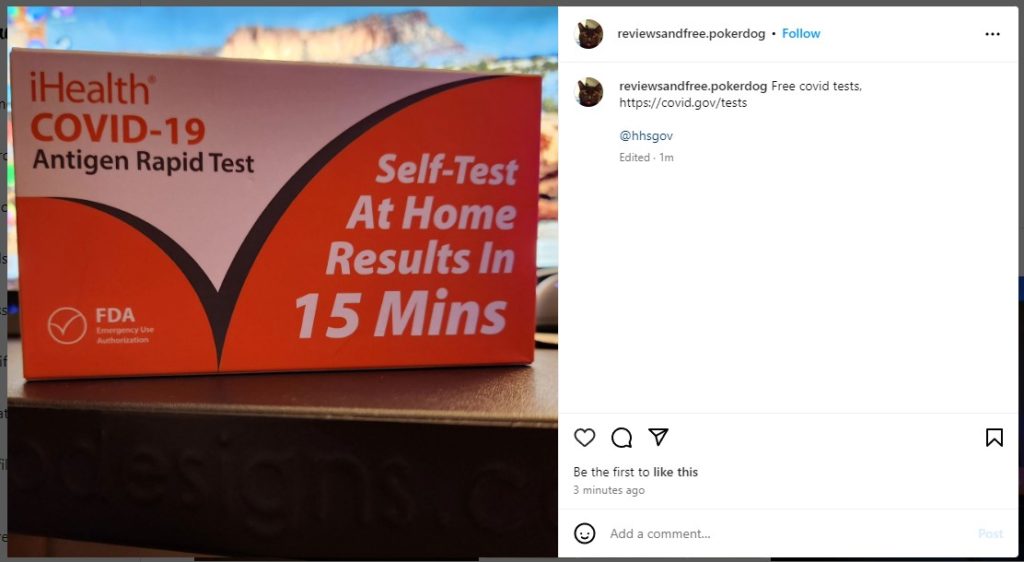 iHealth®
COVID-19
Antigen Rapid Test
Self-Test
At Home
Results In
15 Mins
FDA
Emergency Use
Authorization
designs.c
reviewsandfree.pokerdog • Follow
reviewsandfree.pokerdog Free covid tests,
https://covid.gov/tests
@hhsgov
Edited · 1m
Be the first to like this
3 minutes ago
Add a comment...
Post